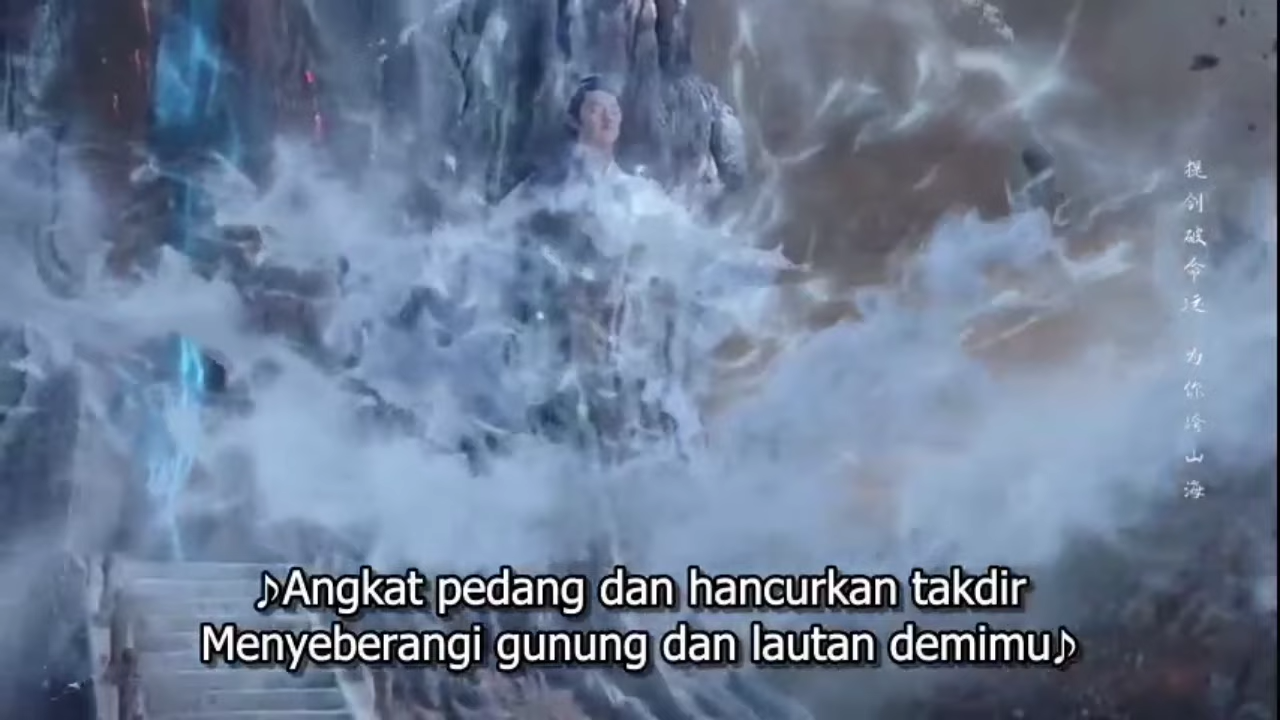 提剑破命运 为你跨山海
♪Angkat pedang dan hancurkan takdir
Menyeberangi gunung dan lautan demimu♪